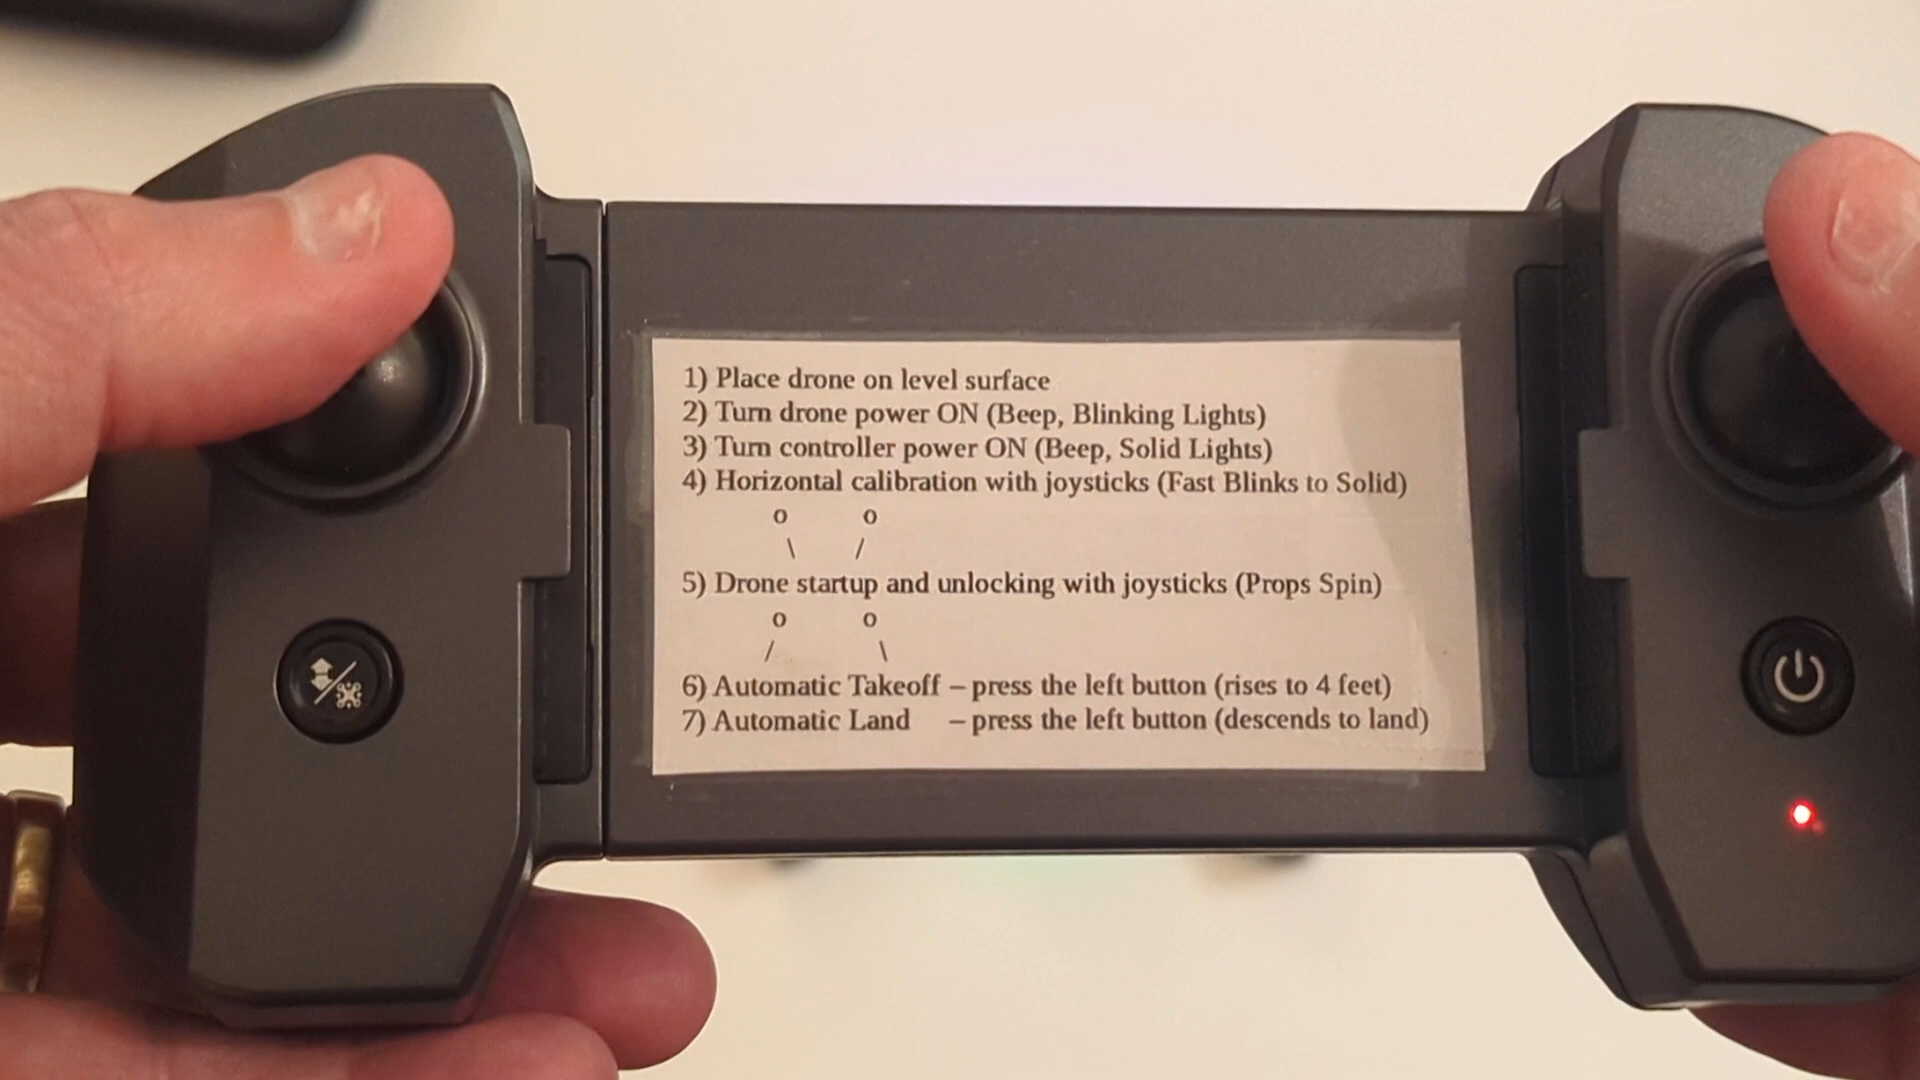 1) Place drone on level surface
2) Turn drone power ON (Beep, Blinking Lights)
3) Turn controller power ON (Beep, Solid Lights)
4) Horizontal calibration with joysticks (Fast Blinks to Solid)
o o
\ /
5) Drone startup and unlocking with joysticks (Props Spin)
o o
/ \
6) Automatic Takeoff – press the left button (rises to 4 feet)
7) Automatic Land – press the left button (descends to land)